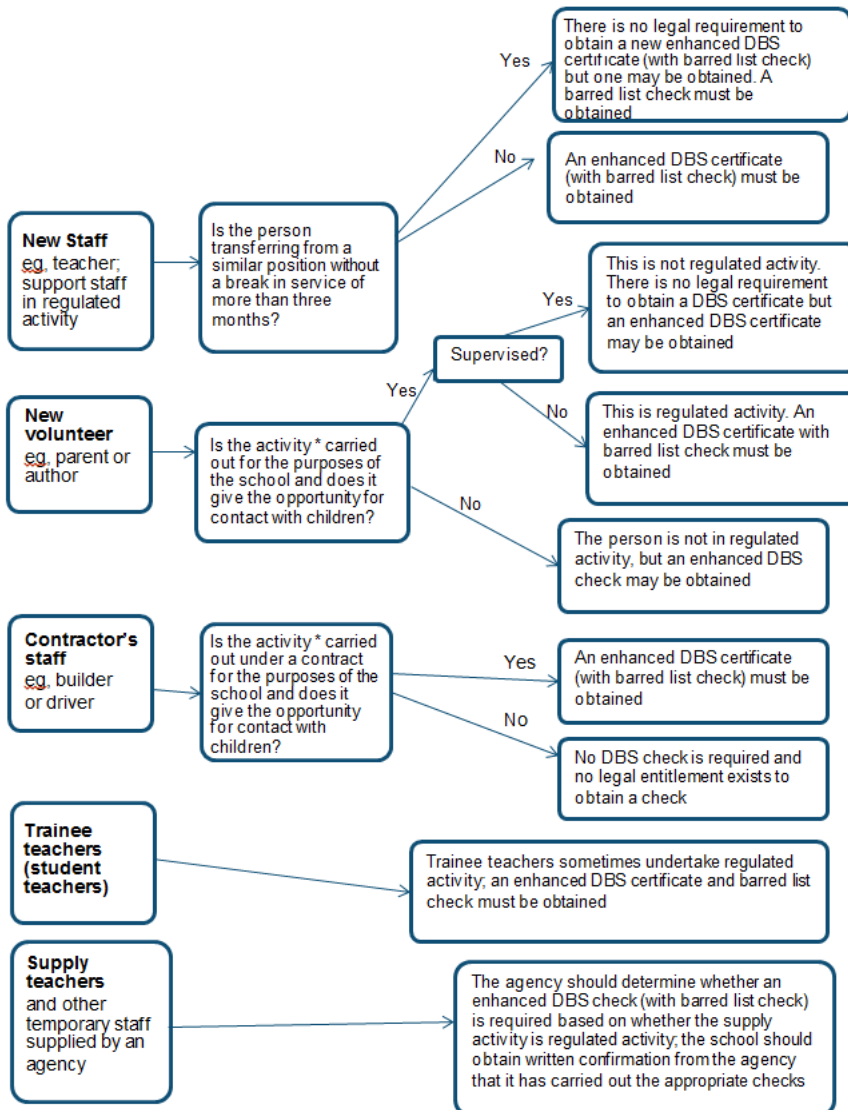 New Staff
eg, teacher;
support staff
in regulated
activity
Is the person
transferring from a
similar position without
a break in service of
more than three
months?
Yes
There is no legal requirement to
obtain a new enhanced DBS
certificate (with barred list check)
but one may be obtained. A
barred list check must be
obtained
No
An enhanced DBS certificate
(with barred list check) must be
obtained
New
volunteer
eg, parent or
author
Is the activity * carried
out for the purposes of
the school and does it
give the opportunity for
contact with children?
Yes
Supervised?
Yes
This is not regulated activity.
There is no legal requirement
to obtain a DBS certificate but
an enhanced DBS certificate
may be obtained
No
This is regulated activity. An
enhanced DBS certificate with
barred list check must be
obtained
No
The person is not in regulated
activity, but an enhanced DBS
check may be obtained
Contractor's
staff
eg, builder
or driver
Is the activity * carried
out under a contract
for the purposes of the
school and does it
give the opportunity
for contact with
children?
Yes
An enhanced DBS certificate
(with barred list check) must be
obtained
No
No DBS check is required and
no legal entitlement exists to
obtain a check
Trainee
teachers
(student
teachers)
Trainee teachers sometimes undertake regulated
activity; an enhanced DBS certificate and barred list
check must be obtained
Supply
teachers
and other
temporary staff
supplied by an
agency
The agency should determine whether an
enhanced DBS check (with barred list check)
is required based on whether the supply
activity is regulated activity; the school should
obtain written confirmation from the agency
that it has carried out the appropriate checks